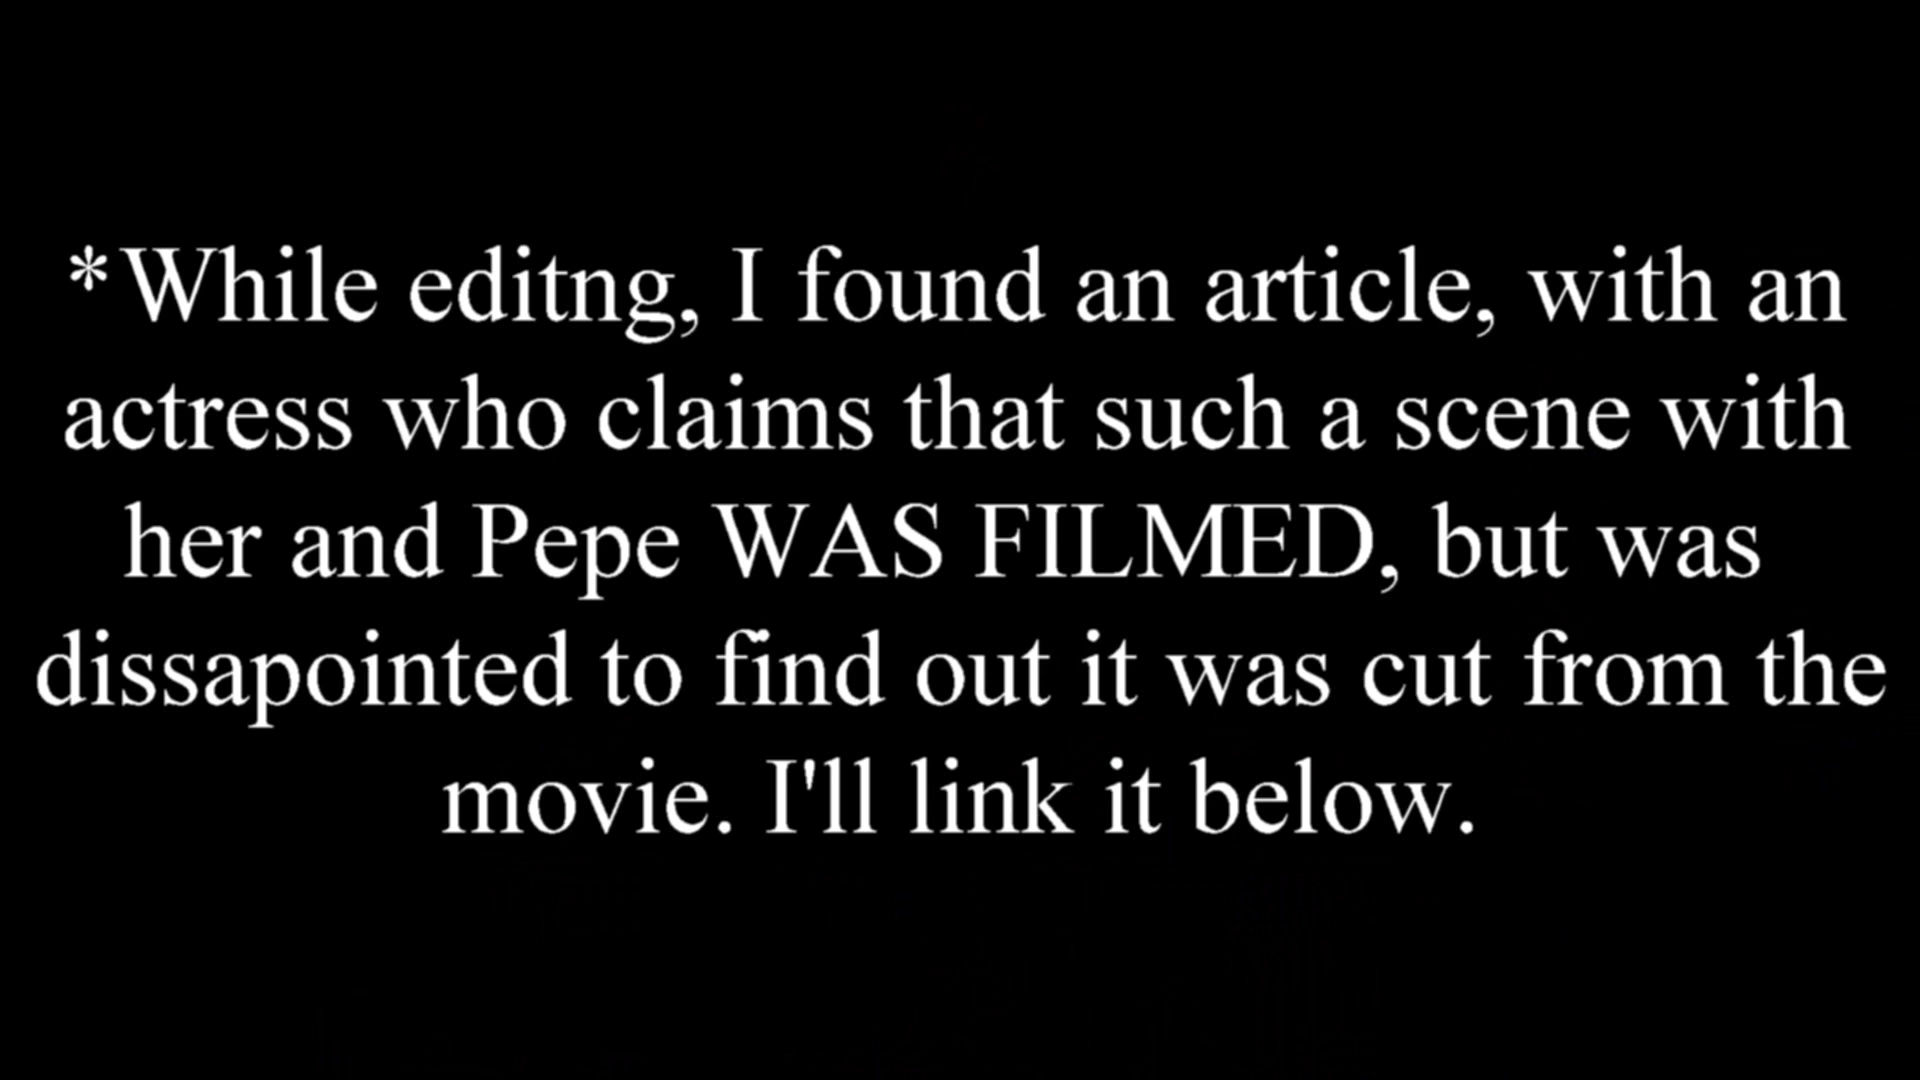 *While editng, I found an article, with an
actress who claims that such a scene with
her and Pepe WAS FILMED, but was
dissapointed to find out it was cut from the
movie. I'll link it below.